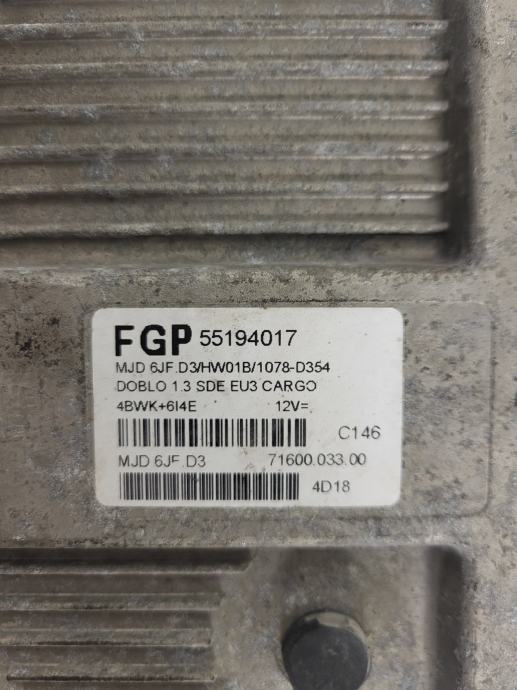 FGP 55194017
MJD 6JF.D3/HW01B/1078-D354
DOBLO 1.3 SDE EU3 CARGO
4BWK+6I4E 12V=
C146
MJD 6JF.D3 71600.033.00
4D18